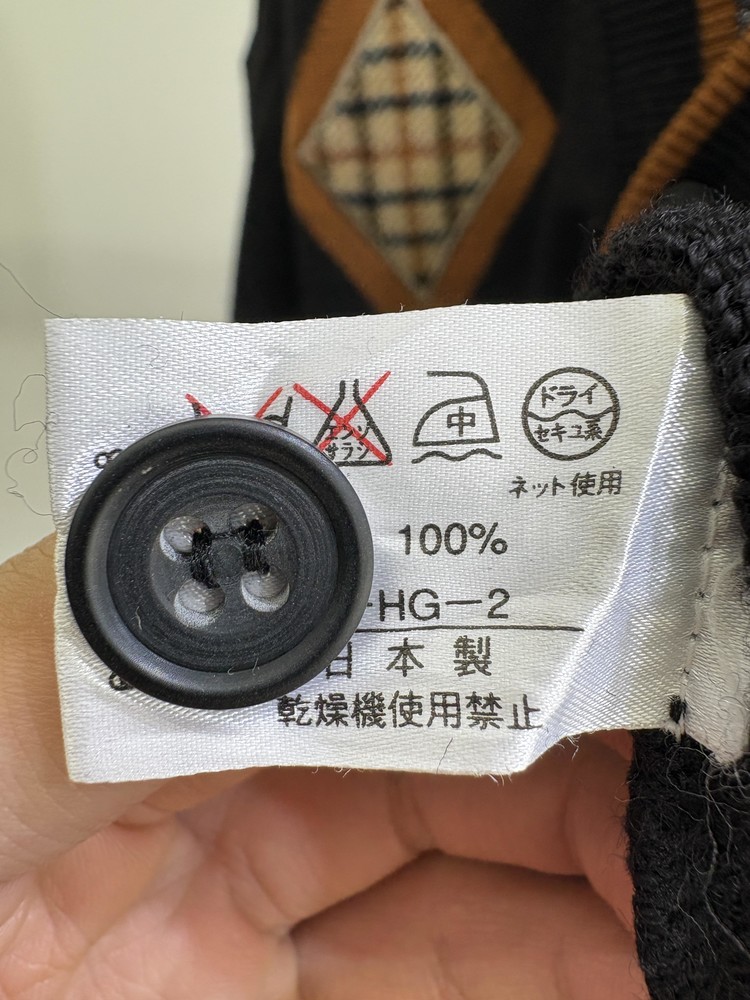 エンソ
サラシ
中
ドライ
セキユ系
ネット使用
100%
-HG-2
日本製
乾燥機使用禁止